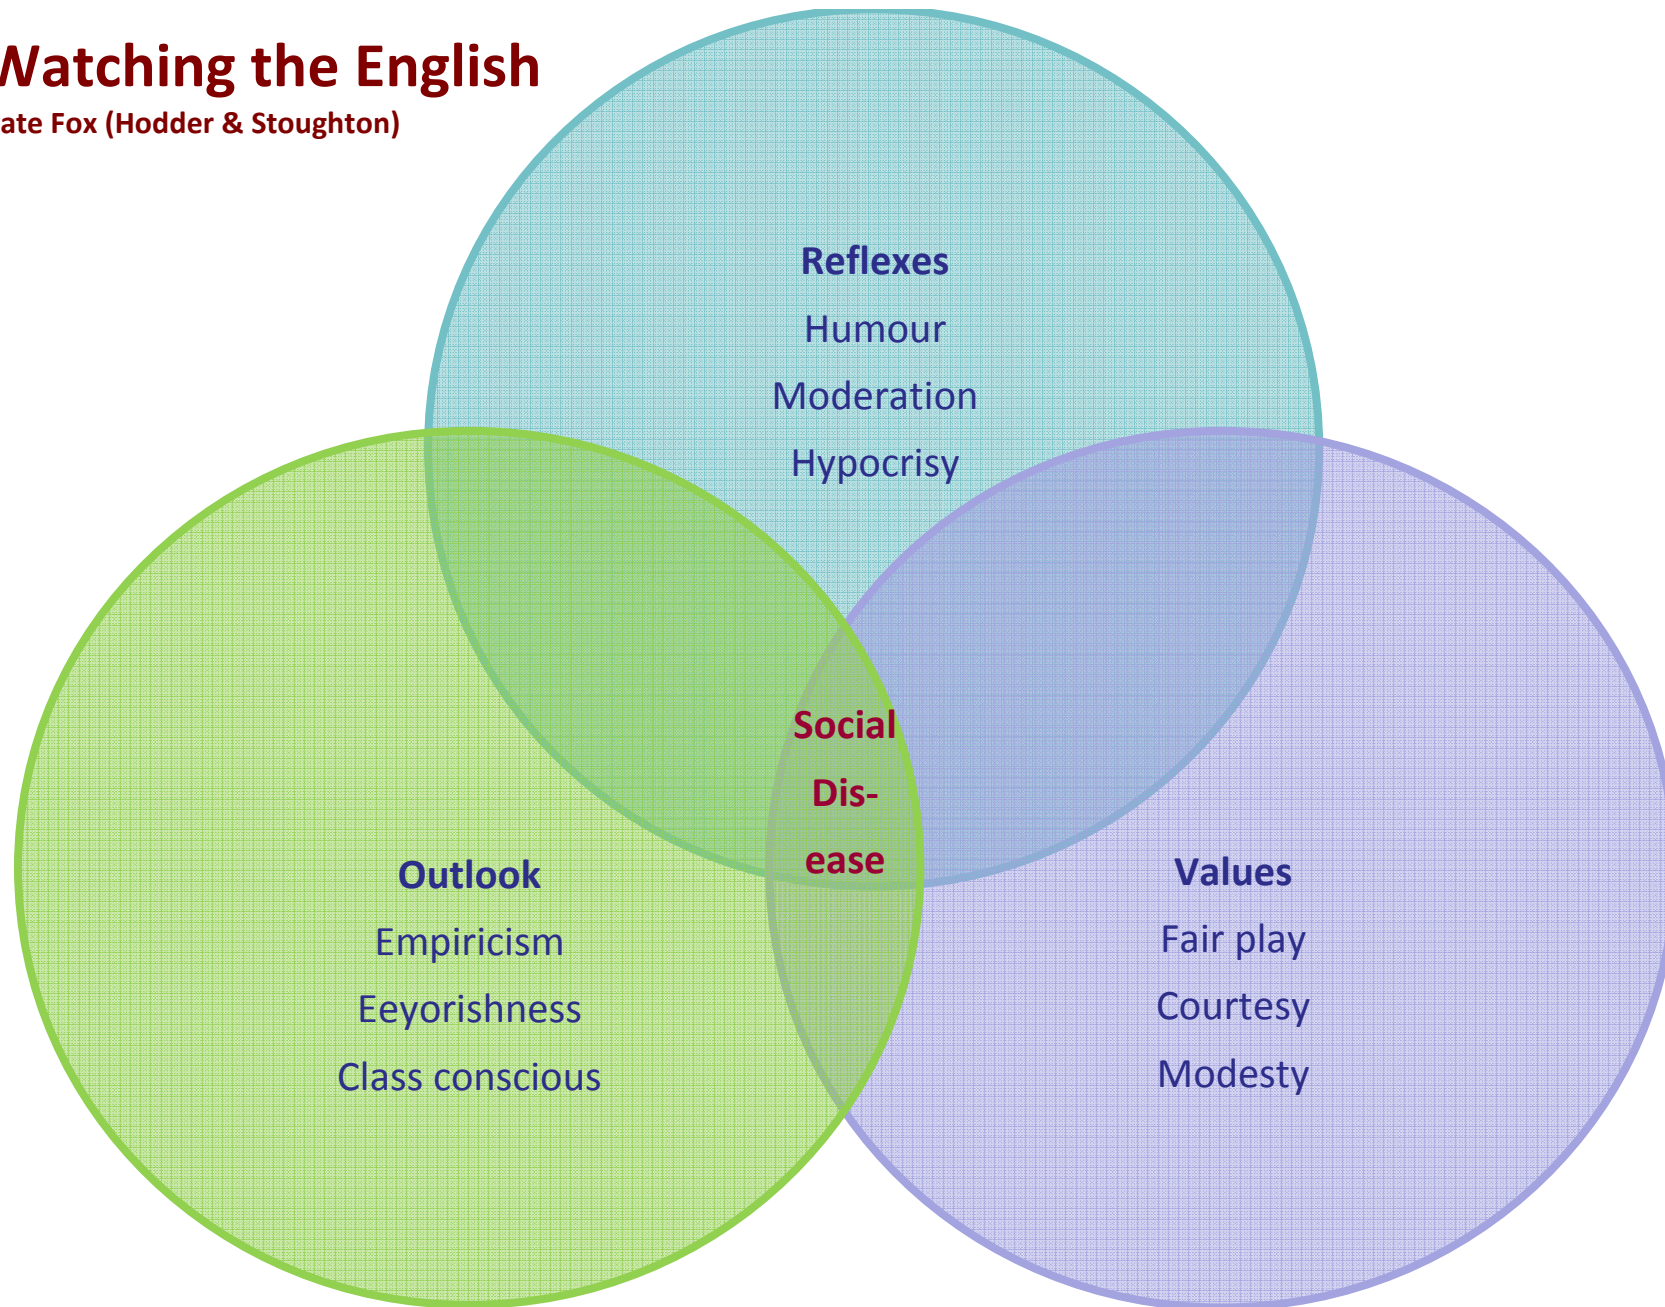 Watching the English
ate Fox (Hodder & Stoughton)
Reflexes
Humour
Moderation
Hypocrisy
Social
Dis-
ease
Outlook
Empiricism
Eeyorishness
Class conscious
Values
Fair play
Courtesy
Modesty